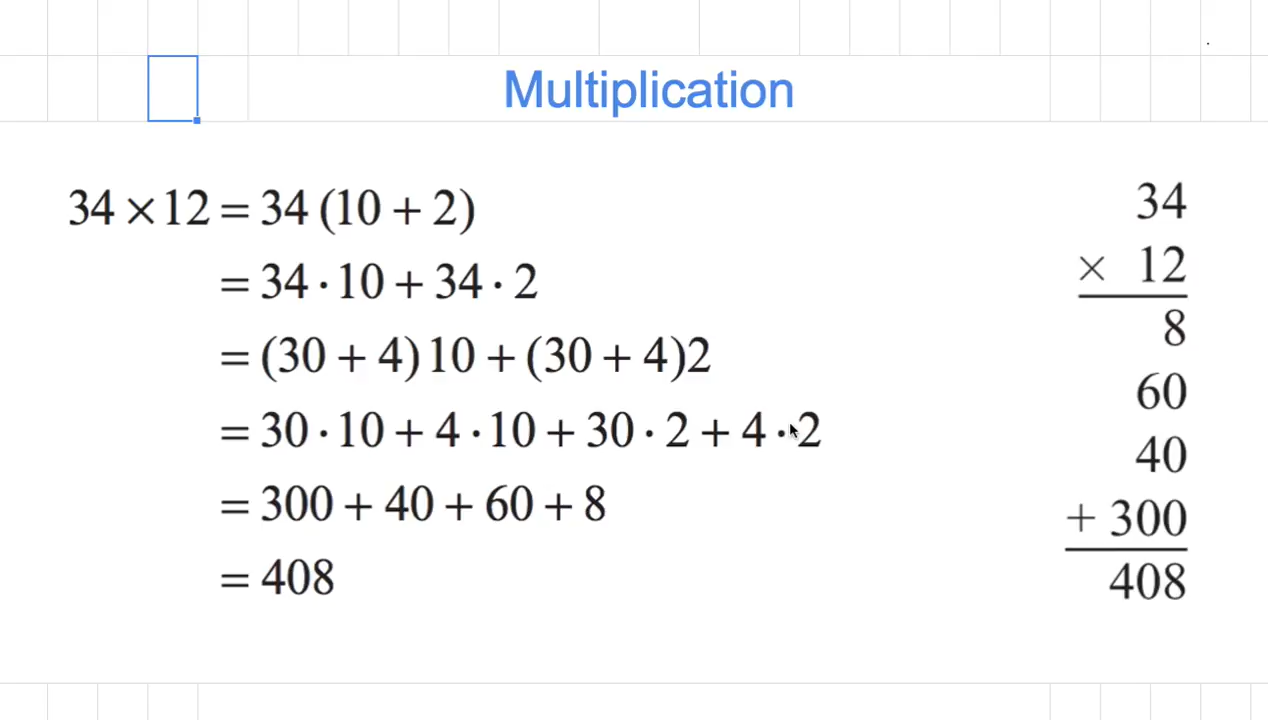 Multiplication
34 × 12 = 34 (10 + 2)
= 34 · 10 + 34 · 2
= (30 + 4) 10 + (30 + 4)2
= 30 · 10 + 4 · 10 + 30 · 2 + 4 · 2
= 300 + 40 + 60 + 8
= 408
34
× 12
8
60
40
+ 300
408